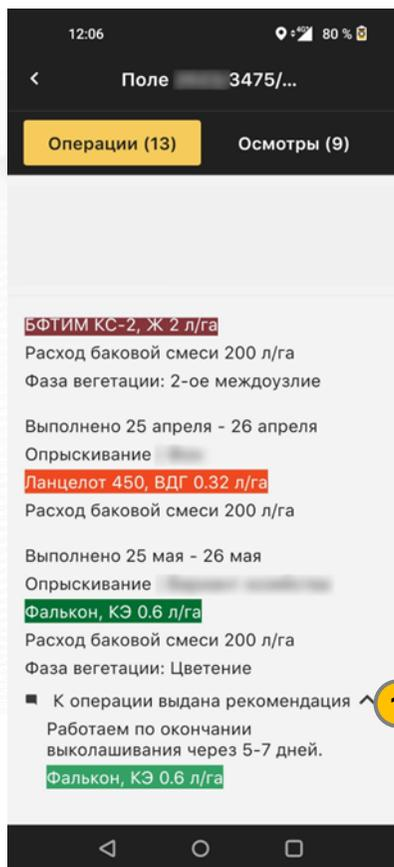 12:06
4G
80 %
Поле 3475/...
Операции (13)
Осмотры (9)
БФТИМ КС-2, Ж 2 л/га
Расход баковой смеси 200 л/га
Фаза вегетации: 2-ое междоузлие
Выполнено 25 апреля - 26 апреля
Опрыскивание
Ланцелот 450, ВДГ 0.32 л/га
Расход баковой смеси 200 л/га
Выполнено 25 мая - 26 мая
Опрыскивание
Фалькон, КЭ 0.6 л/га
Расход баковой смеси 200 л/га
Фаза вегетации: Цветение
К операции выдана рекомендация
Работаем по окончании
выколашивания через 5-7 дней.
Фалькон, КЭ 0.6 л/га